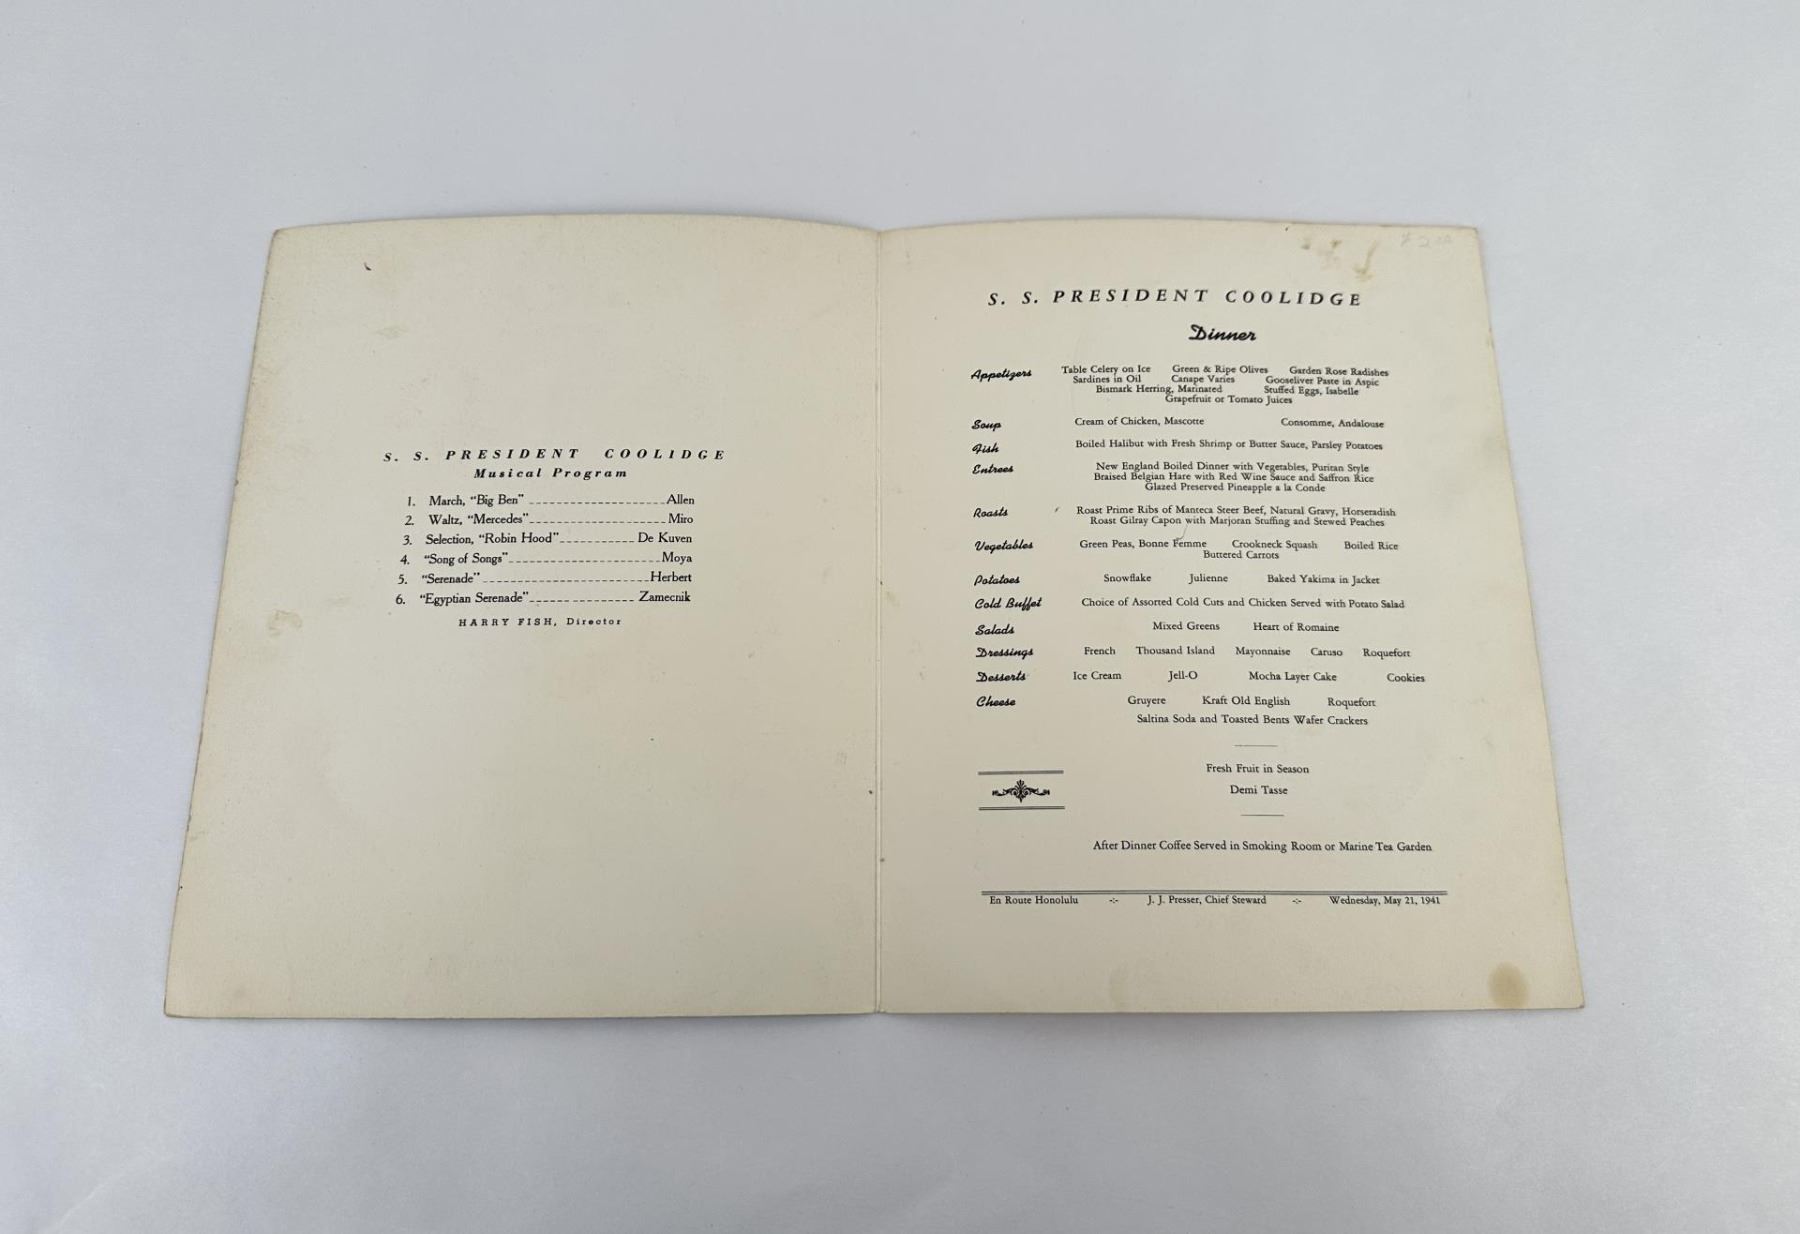 S. S. PRESIDENT COOLIDGE
Musical Program
1. March, "Big Ben" Allen
2. Waltz, "Mercedes" Miro
3. Selection, "Robin Hood" De Kuven
4. "Song of Songs" Moya
5. "Serenade" Herbert
6. "Egyptian Serenade" Zamecnik
HARRY FISH, Director
S. S. PRESIDENT COOLIDGE
Dinner
Appetizers Table Celery on Ice Green & Ripe Olives Garden Rose Radishes
Sardines in Oil Canape Varies Gooseliver Paste in Aspic
Bismark Herring, Marinated Stuffed Eggs, Isabelle
Grapefruit or Tomato Juices
Soup Cream of Chicken, Mascotte Consomme, Andalouse
Fish Boiled Halibut with Fresh Shrimp or Butter Sauce, Parsley Potatoes
Entrees New England Boiled Dinner with Vegetables, Puritan Style
Braised Belgian Hare with Red Wine Sauce and Saffron Rice
Glazed Preserved Pineapple a la Conde
Roasts Roast Prime Ribs of Manteca Steer Beef, Natural Gravy, Horseradish
Roast Gilray Capon with Marjoran Stuffing and Stewed Peaches
Vegetables Green Peas, Bonne Femme Crookneck Squash Boiled Rice
Buttered Carrots
Potatoes Snowflake Julienne Baked Yakima in Jacket
Cold Buffet Choice of Assorted Cold Cuts and Chicken Served with Potato Salad
Salads Mixed Greens Heart of Romaine
Dressings French Thousand Island Mayonnaise Caruso Roquefort
Desserts Ice Cream Jell-O Mocha Layer Cake Cookies
Cheese Gruyere Kraft Old English Roquefort
Saltina Soda and Toasted Bents Wafer Crackers
Fresh Fruit in Season
Demi Tasse
After Dinner Coffee Served in Smoking Room or Marine Tea Garden
En Route Honolulu -:- J. J. Presser, Chief Steward -:- Wednesday, May 21, 1941